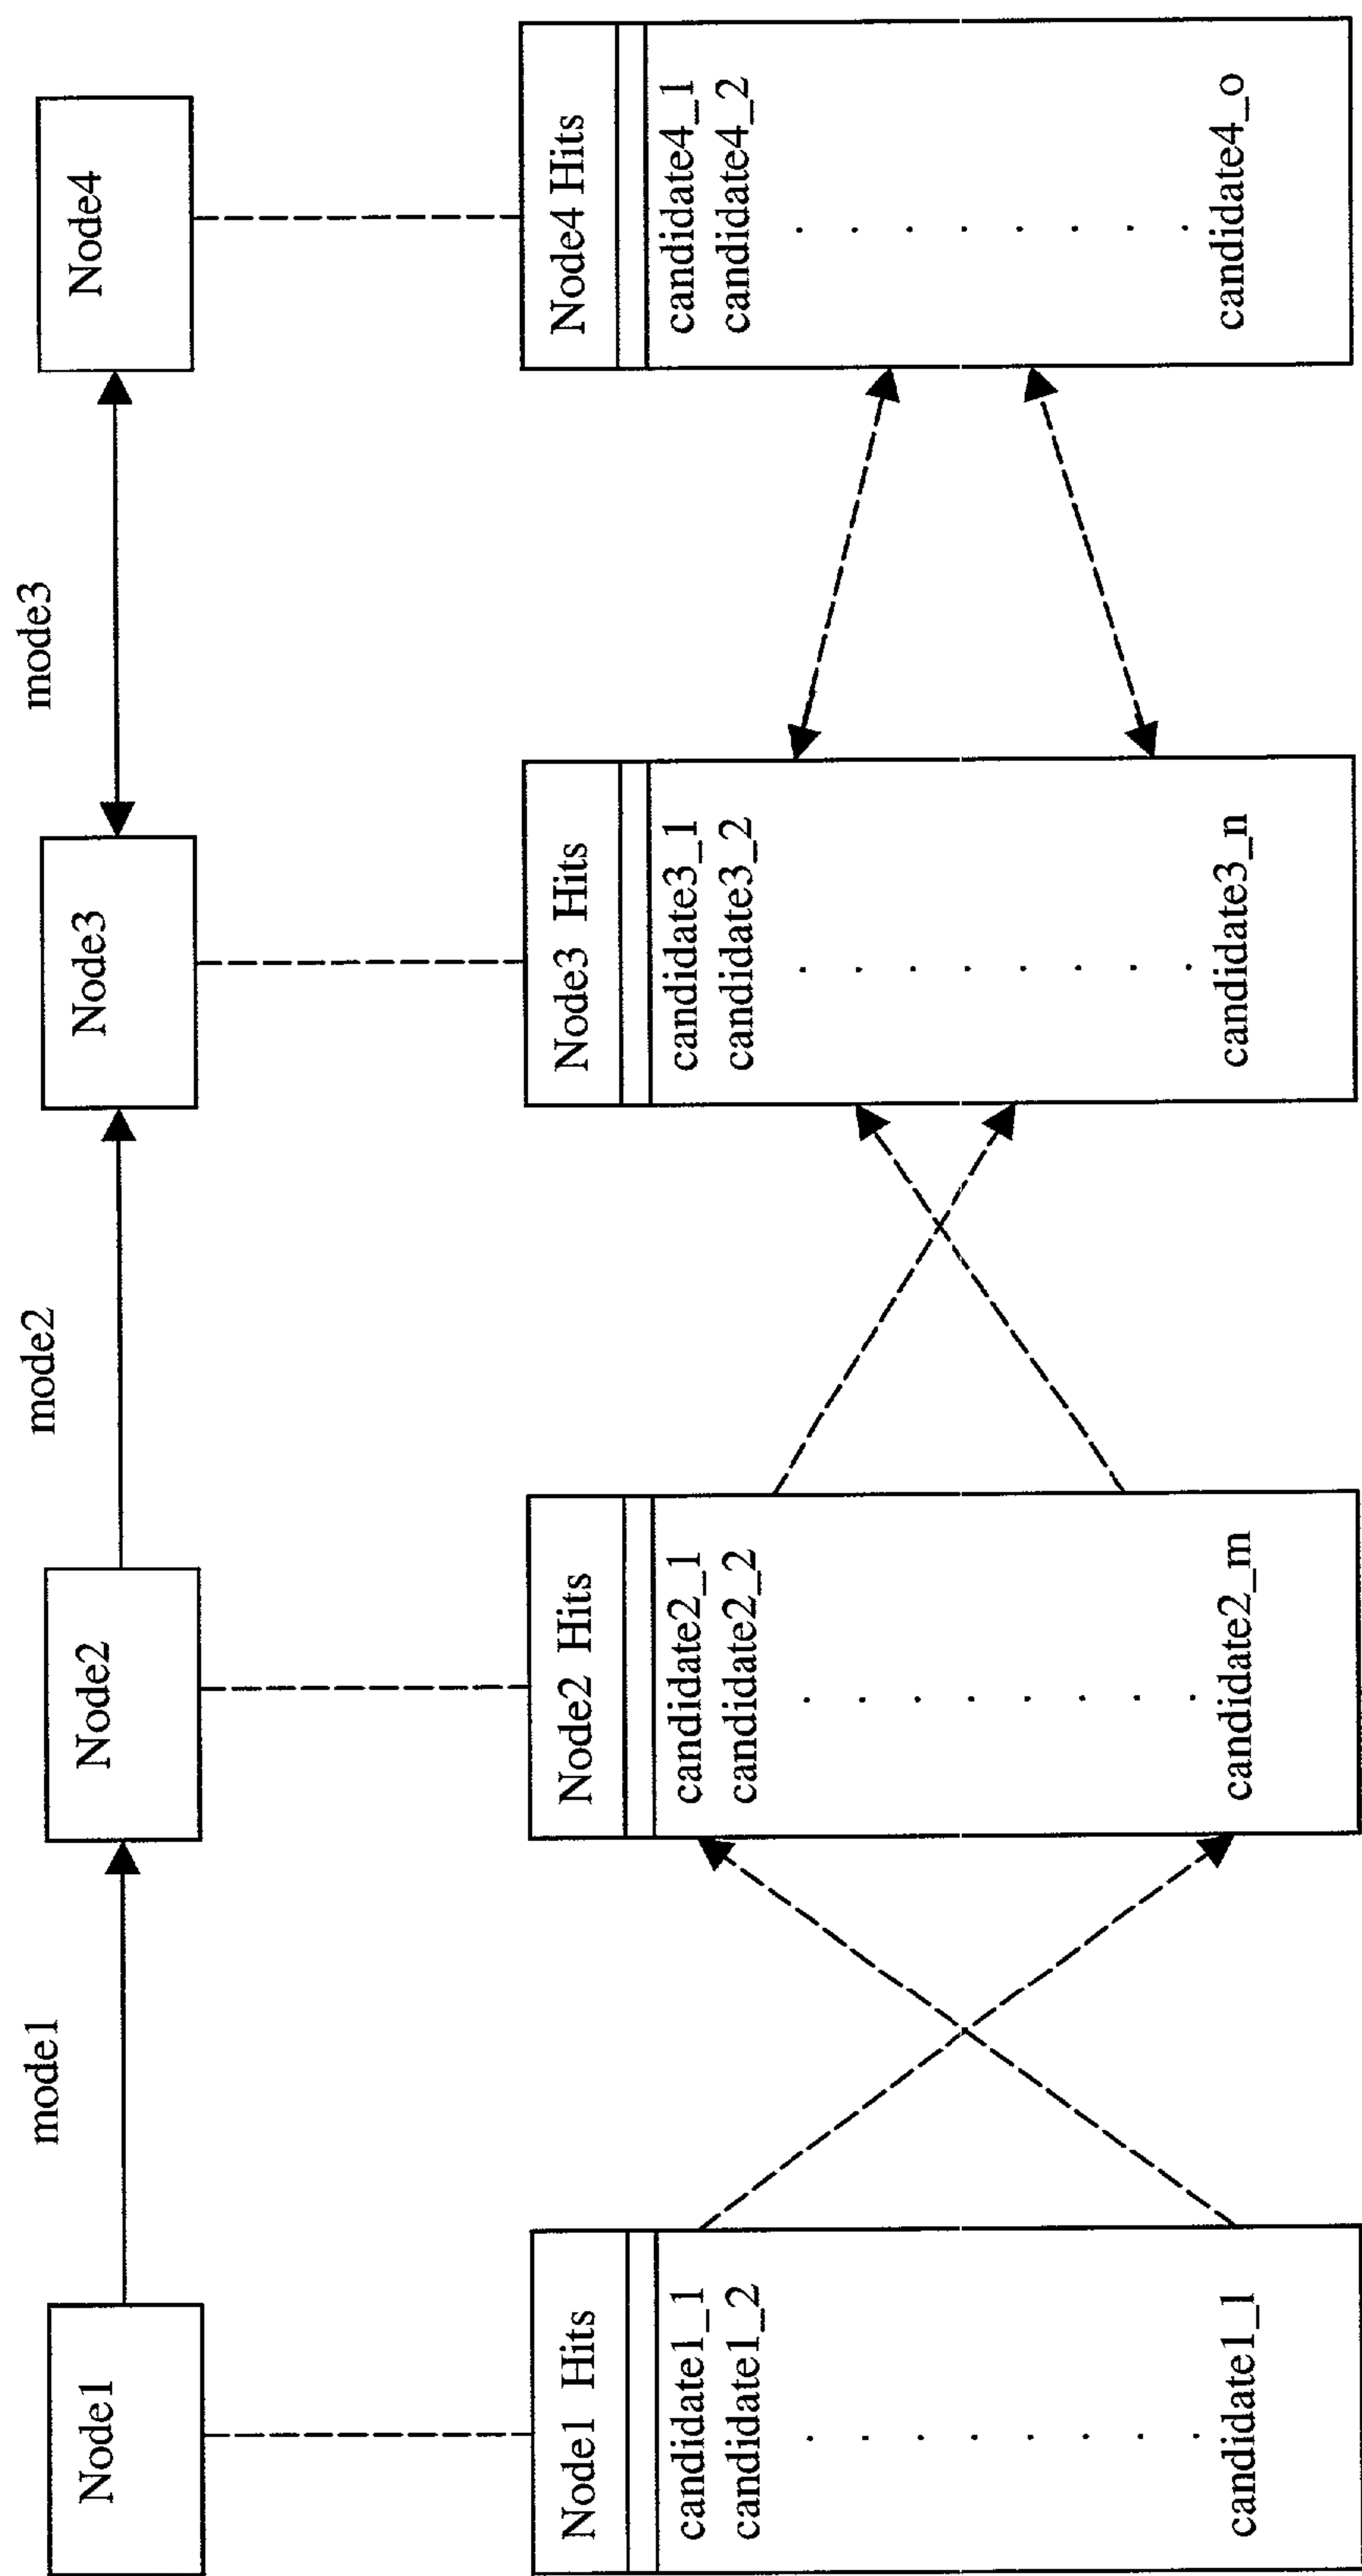 mode1
mode2
mode3
Node1
Node2
Node3
Node4
Node1 Hits
candidate1_1
candidate1_2
candidate1_l
Node2 Hits
candidate2_1
candidate2_2
candidate2_m
Node3 Hits
candidate3_1
candidate3_2
candidate3_n
Node4 Hits
candidate4_1
candidate4_2
candidate4_o